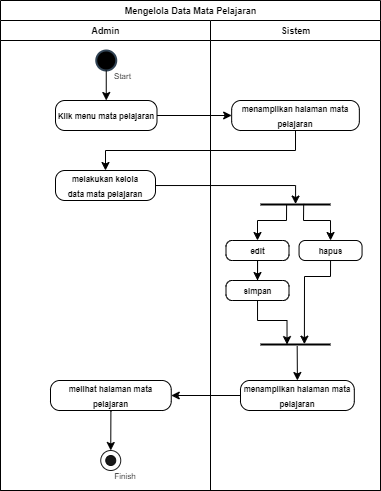 Mengelola Data Mata Pelajaran
Admin
Sistem
Start
Klik menu mata pelajaran
menampilkan halaman mata
pelajaran
melakukan kelola
data mata pelajaran
edit
hapus
simpan
menampilkan halaman mata
pelajaran
melihat halaman mata
pelajaran
Finish